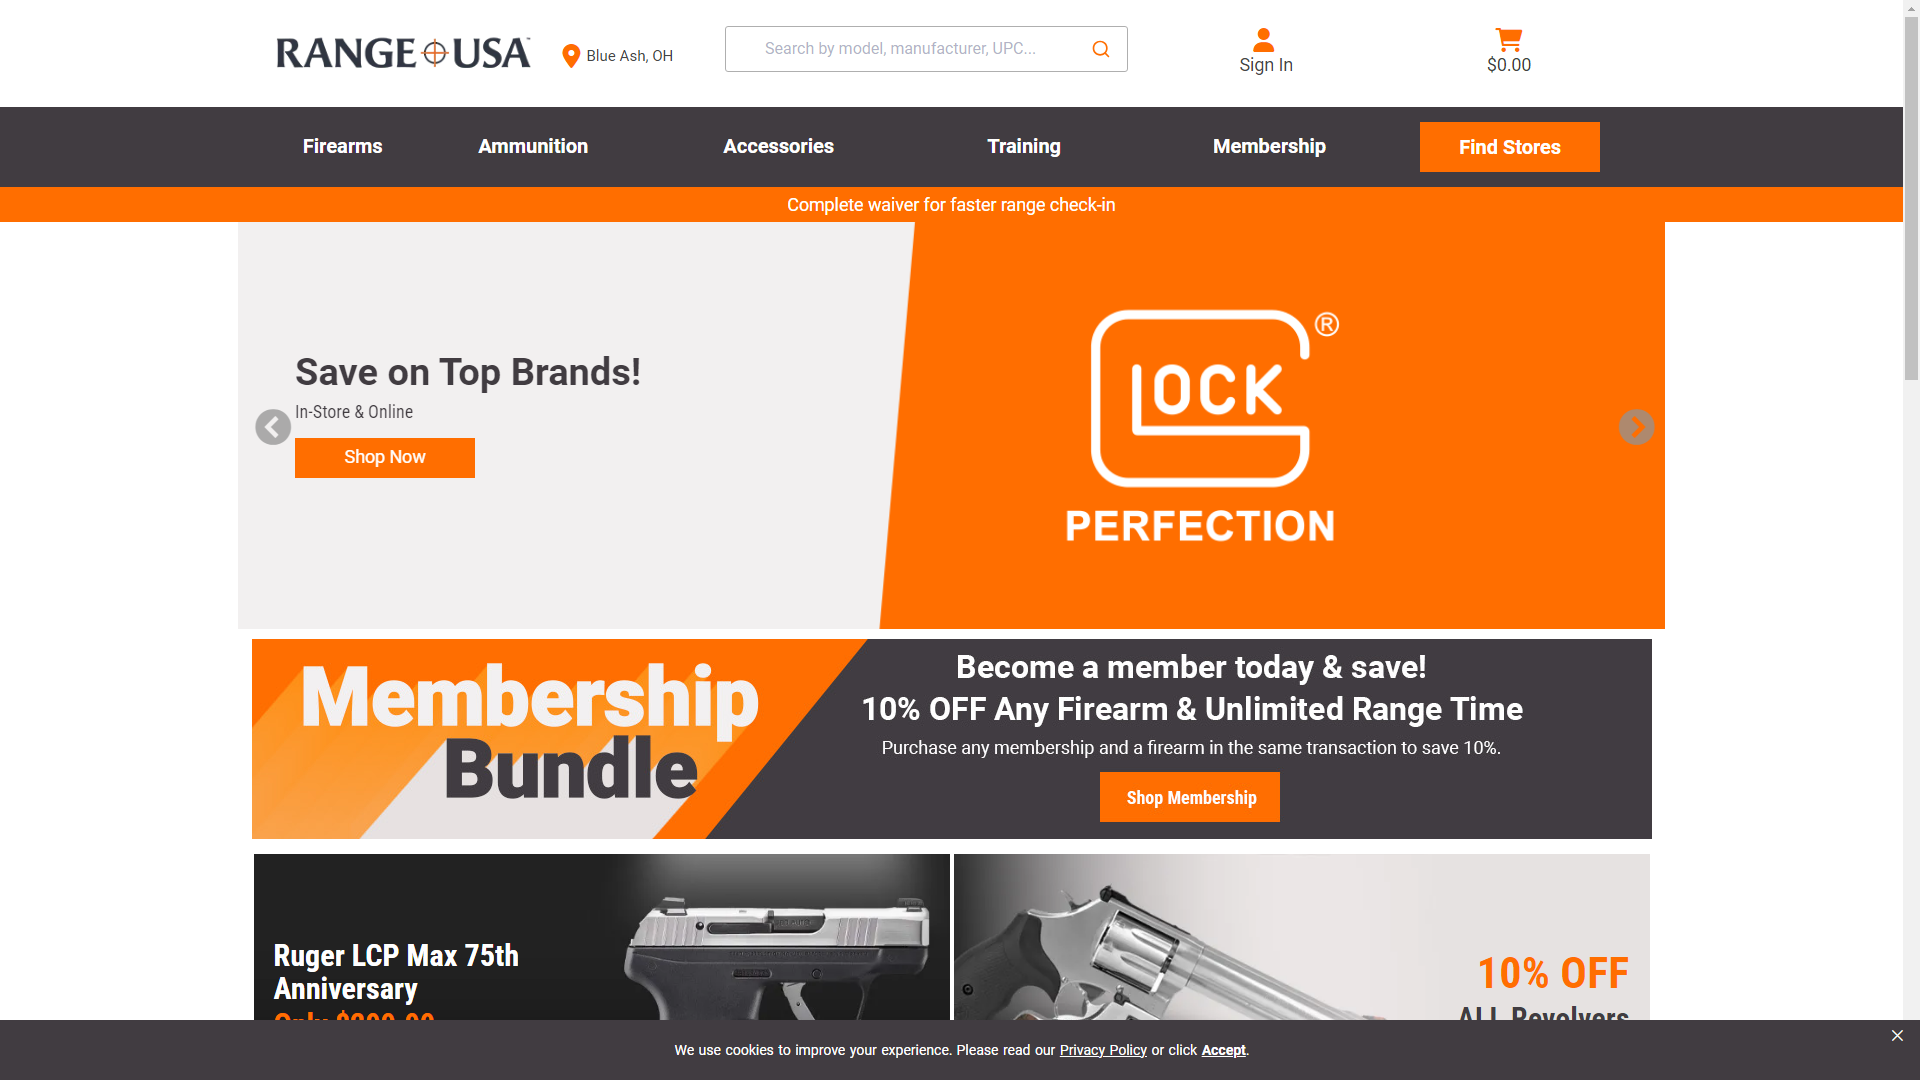 RANGE USA
Blue Ash, OH
Search by model, manufacturer, UPC...
Sign In
$0.00
Firearms
Ammunition
Accessories
Training
Membership
Find Stores
Complete waiver for faster range check-in
Save on Top Brands!
In-Store & Online
Shop Now
GLOCK ®
PERFECTION
Membership
Bundle
Become a member today & save!
10% OFF Any Firearm & Unlimited Range Time
Purchase any membership and a firearm in the same transaction to save 10%.
Shop Membership
Ruger LCP Max 75th
Anniversary
10% OFF
ALL Revolvers
We use cookies to improve your experience. Please read our Privacy Policy or click Accept.